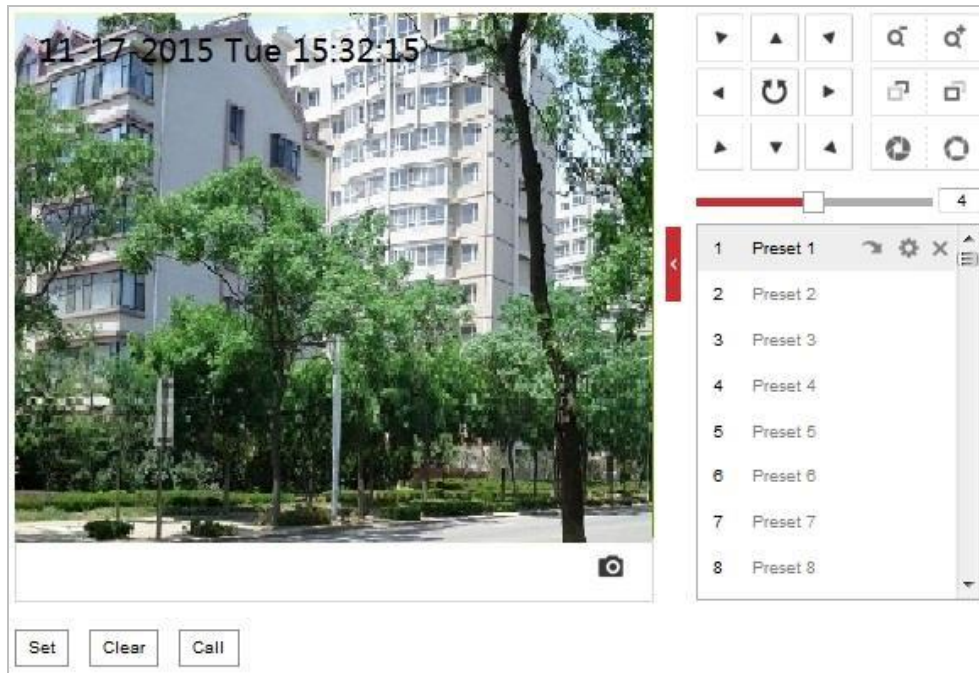 11-17-2015 Tue 15:32:15
4
1 Preset 1
2 Preset 2
3 Preset 3
4 Preset 4
5 Preset 5
6 Preset 6
7 Preset 7
8 Preset 8
Set Clear Call